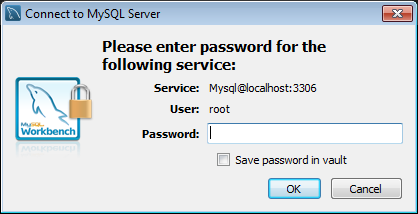 Connect to MySQL Server
Please enter password for the
following service:
Service: Mysql@localhost:3306
User: root
Password:
Save password in vault
MySQL
Workbench
OK Cancel